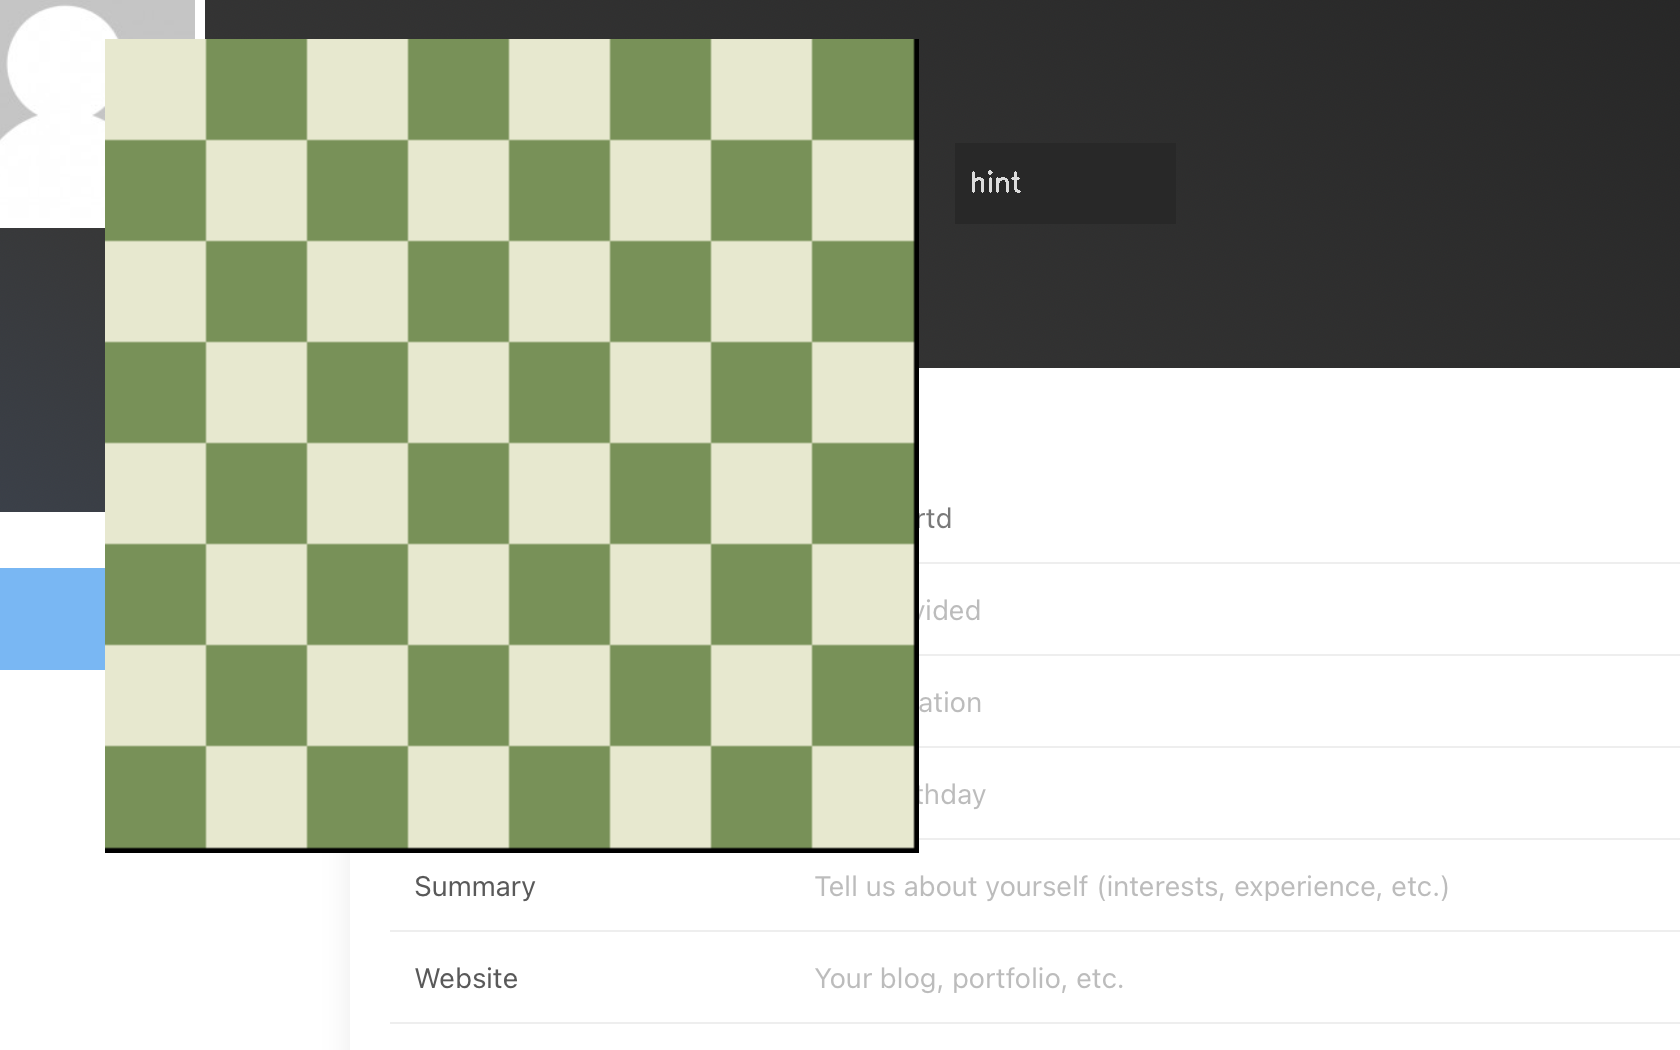 hint
rtd
vided
ation
thday
Summary Tell us about yourself (interests, experience, etc.)
Website Your blog, portfolio, etc.